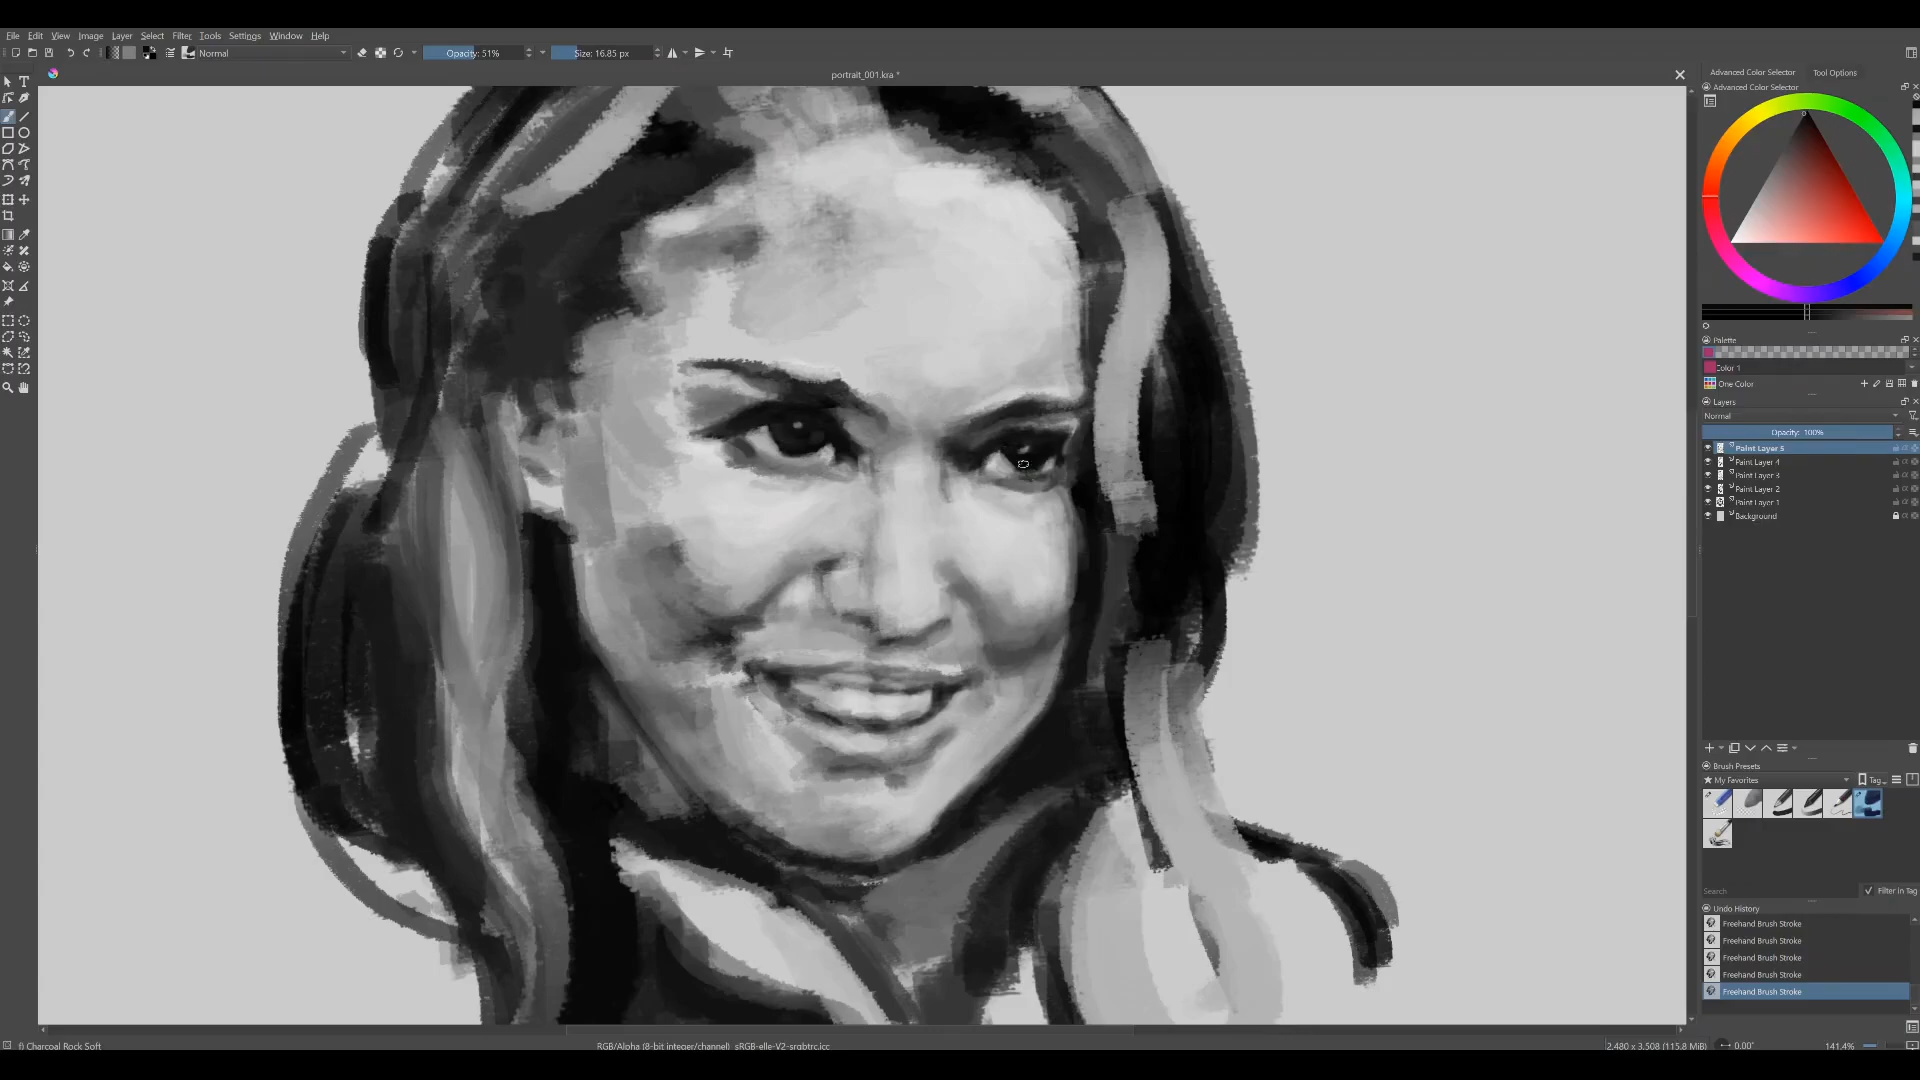 File Edit View Image Layer Select Filter Tools Settings Window Help
Normal Opacity: 51% Size: 16.85 px
portrait_001.kra *
Advanced Color Selector Tool Options
Advanced Color Selector
Palette
Color 1
One Color
Layers
Normal
Opacity: 100%
Paint Layer 5
Paint Layer 4
Paint Layer 3
Paint Layer 2
Paint Layer 1
Background
Brush Presets
My Favorites Tag
Search Filter in Tag
Undo History
Freehand Brush Stroke
Freehand Brush Stroke
Freehand Brush Stroke
Freehand Brush Stroke
Freehand Brush Stroke
f) Charcoal Rock Soft RGB/Alpha (8-bit integer/channel) sRGB-elle-V2-srgbtrc.icc 2,480 x 3,508 (115.8 MiB) 0.00° 141.4%